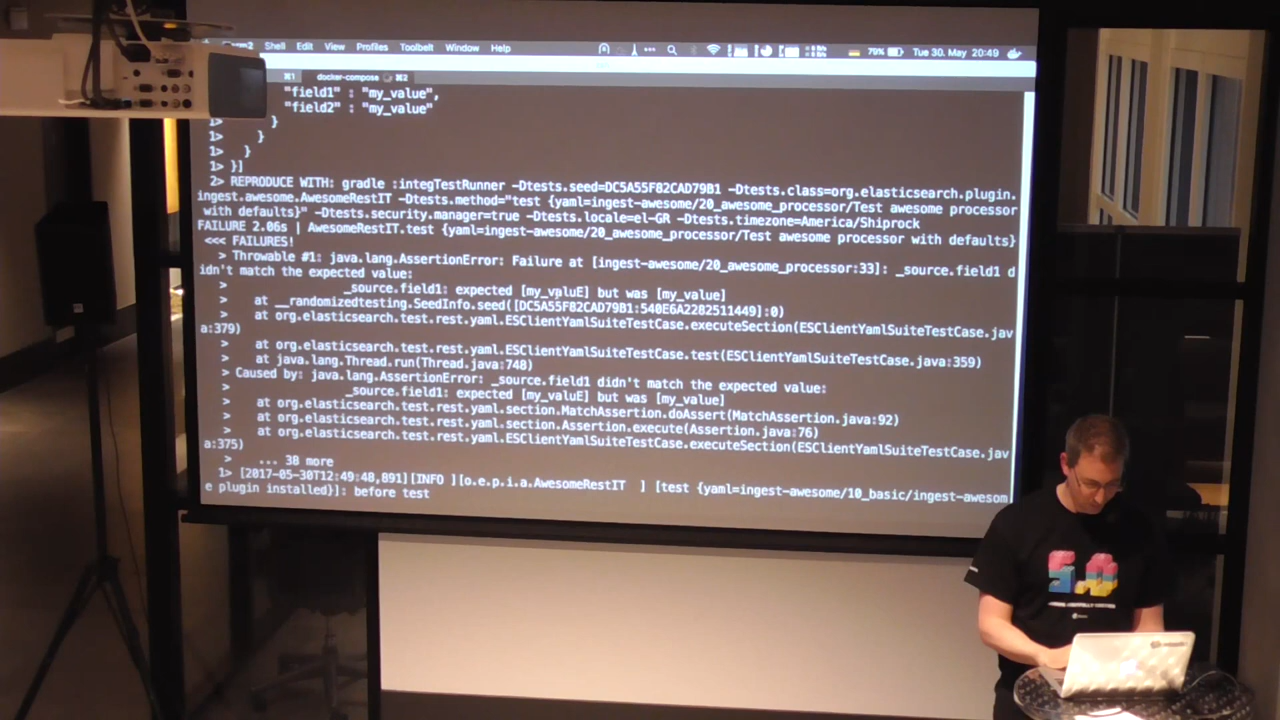 Shell Edit View Profiles Toolbelt Window Help 79% Tue 30. May 20:49
⌘1 docker-compose ⌘2
"field1" : "my_value",
"field2" : "my_value"
1> }
1> }
1> }
1> }]
2> REPRODUCE WITH: gradle :integTestRunner -Dtests.seed=DC5A55F82CAD79B1 -Dtests.class=org.elasticsearch.plugin.
ingest.awesome.AwesomeRestIT -Dtests.method="test {yaml=ingest-awesome/20_awesome_processor/Test awesome processor
with defaults}" -Dtests.security.manager=true -Dtests.locale=el-GR -Dtests.timezone=America/Shiprock
FAILURE 2.06s | AwesomeRestIT.test {yaml=ingest-awesome/20_awesome_processor/Test awesome processor with defaults}
<<< FAILURES!
> Throwable #1: java.lang.AssertionError: Failure at [ingest-awesome/20_awesome_processor:33]: _source.field1 d
idn't match the expected value:
> _source.field1: expected [my_valuE] but was [my_value]
> at __randomizedtesting.SeedInfo.seed([DC5A55F82CAD79B1:540E6A2282511449]:0)
> at org.elasticsearch.test.rest.yaml.ESClientYamlSuiteTestCase.executeSection(ESClientYamlSuiteTestCase.jav
a:379)
> at org.elasticsearch.test.rest.yaml.ESClientYamlSuiteTestCase.test(ESClientYamlSuiteTestCase.java:359)
> at java.lang.Thread.run(Thread.java:748)
> Caused by: java.lang.AssertionError: _source.field1 didn't match the expected value:
> _source.field1: expected [my_valuE] but was [my_value]
> at org.elasticsearch.test.rest.yaml.section.MatchAssertion.doAssert(MatchAssertion.java:92)
> at org.elasticsearch.test.rest.yaml.section.Assertion.execute(Assertion.java:76)
> at org.elasticsearch.test.rest.yaml.ESClientYamlSuiteTestCase.executeSection(ESClientYamlSuiteTestCase.jav
a:375)
> ... 38 more
1> [2017-05-30T12:49:48,891][INFO ][o.e.p.i.a.AwesomeRestIT ] [test {yaml=ingest-awesome/10_basic/ingest-awesom
e plugin installed}]: before test
5.0